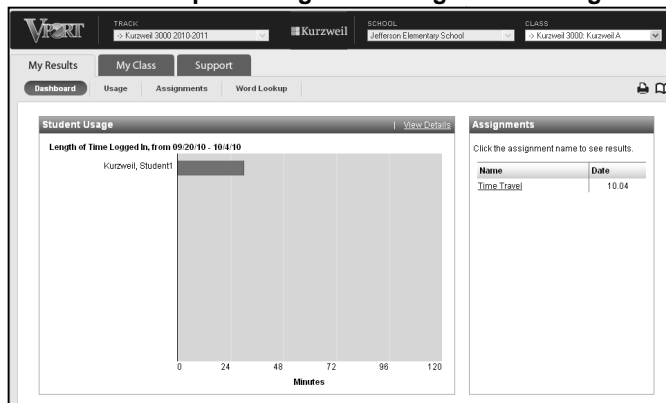 VPORT
TRACK
-> Kurzweil 3000 2010-2011
Kurzweil
SCHOOL
Jefferson Elementary School
CLASS
-> Kurzweil 3000: Kurzweil A
My Results My Class Support
Dashboard Usage Assignments Word Lookup
Student Usage | View Details
Length of Time Logged In, from 09/20/10 - 10/4/10
Kurzweil, Student1
0 24 48 72 96 120
Minutes
Assignments
Click the assignment name to see results.
Name Date
Time Travel 10.04